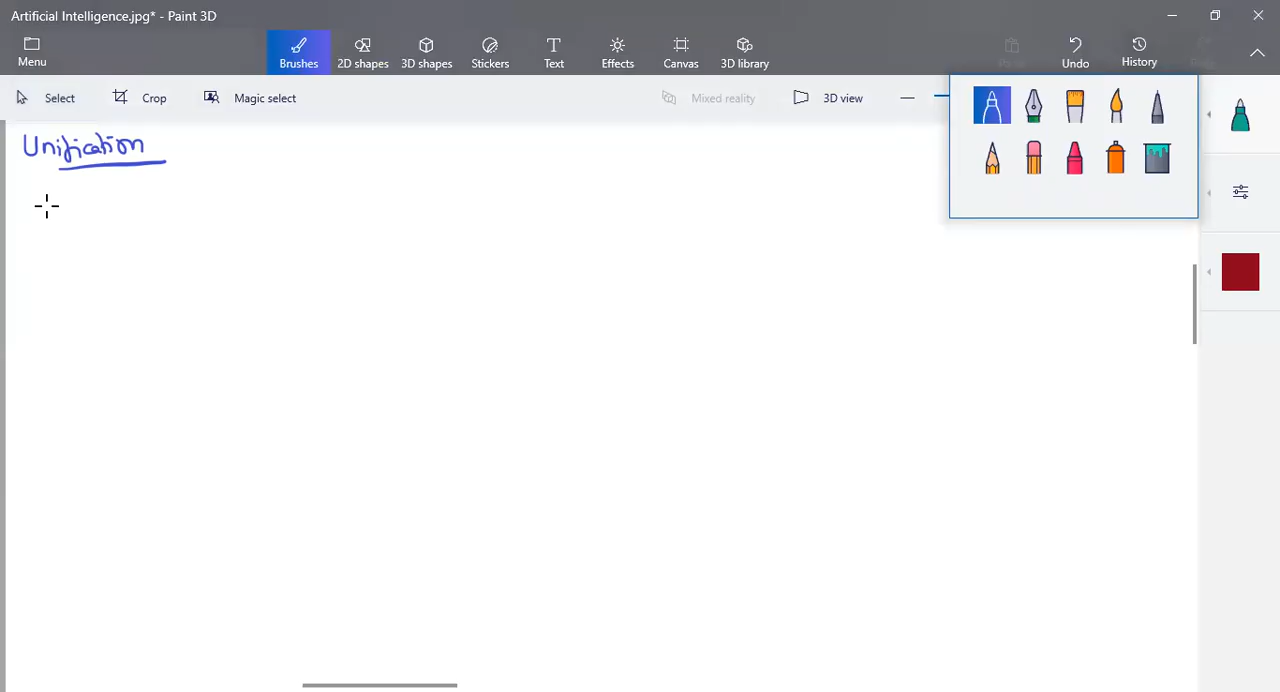 Artificial Intelligence.jpg* - Paint 3D
Menu
Brushes
2D shapes
3D shapes
Stickers
Text
Effects
Canvas
3D library
Undo
History
Select
Crop
Magic select
Mixed reality
3D view
Unification